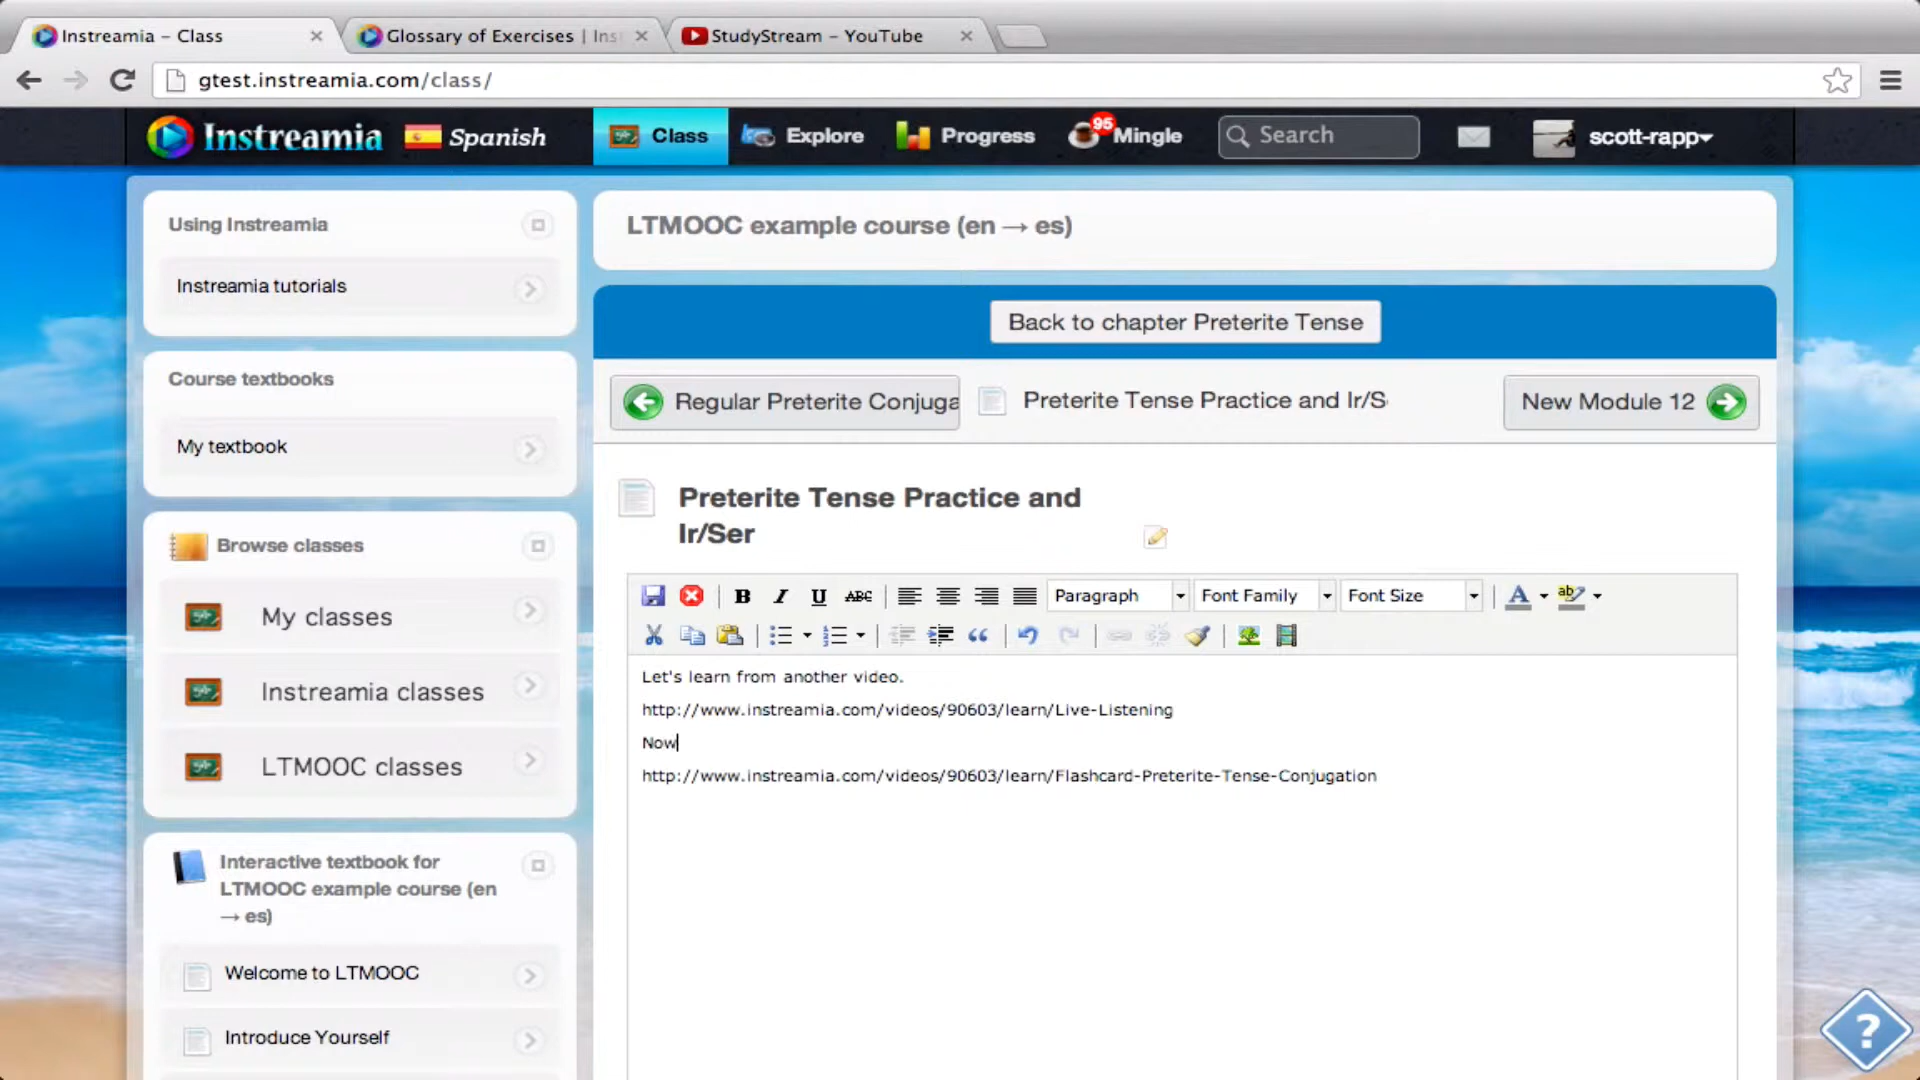 Instreamia – Class
Glossary of Exercises | Ins
StudyStream – YouTube
gtest.instreamia.com/class/
Instreamia
Spanish
Class
Explore
Progress
95
Mingle
Search
scott-rapp
Using Instreamia
Instreamia tutorials
Course textbooks
My textbook
Browse classes
My classes
Instreamia classes
LTMOOC classes
Interactive textbook for
LTMOOC example course (en
→ es)
Welcome to LTMOOC
Introduce Yourself
LTMOOC example course (en → es)
Back to chapter Preterite Tense
Regular Preterite Conjuga
Preterite Tense Practice and Ir/S
New Module 12
Preterite Tense Practice and
Ir/Ser
B I U ABC Paragraph Font Family Font Size A ab
Let's learn from another video.
http://www.instreamia.com/videos/90603/learn/Live-Listening
Now
http://www.instreamia.com/videos/90603/learn/Flashcard-Preterite-Tense-Conjugation
?